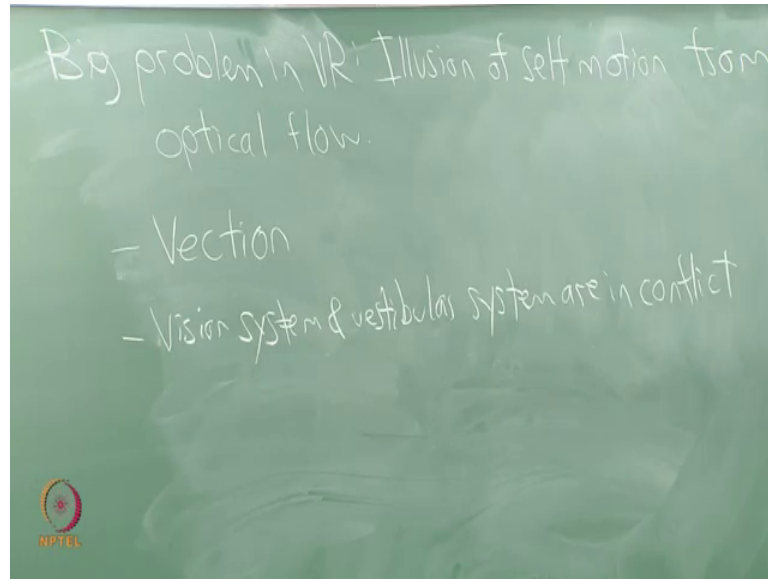 Big problem in VR: Illusion of self motion from
optical flow.
- Vection
- Vision system & vestibular system are in conflict
NPTEL